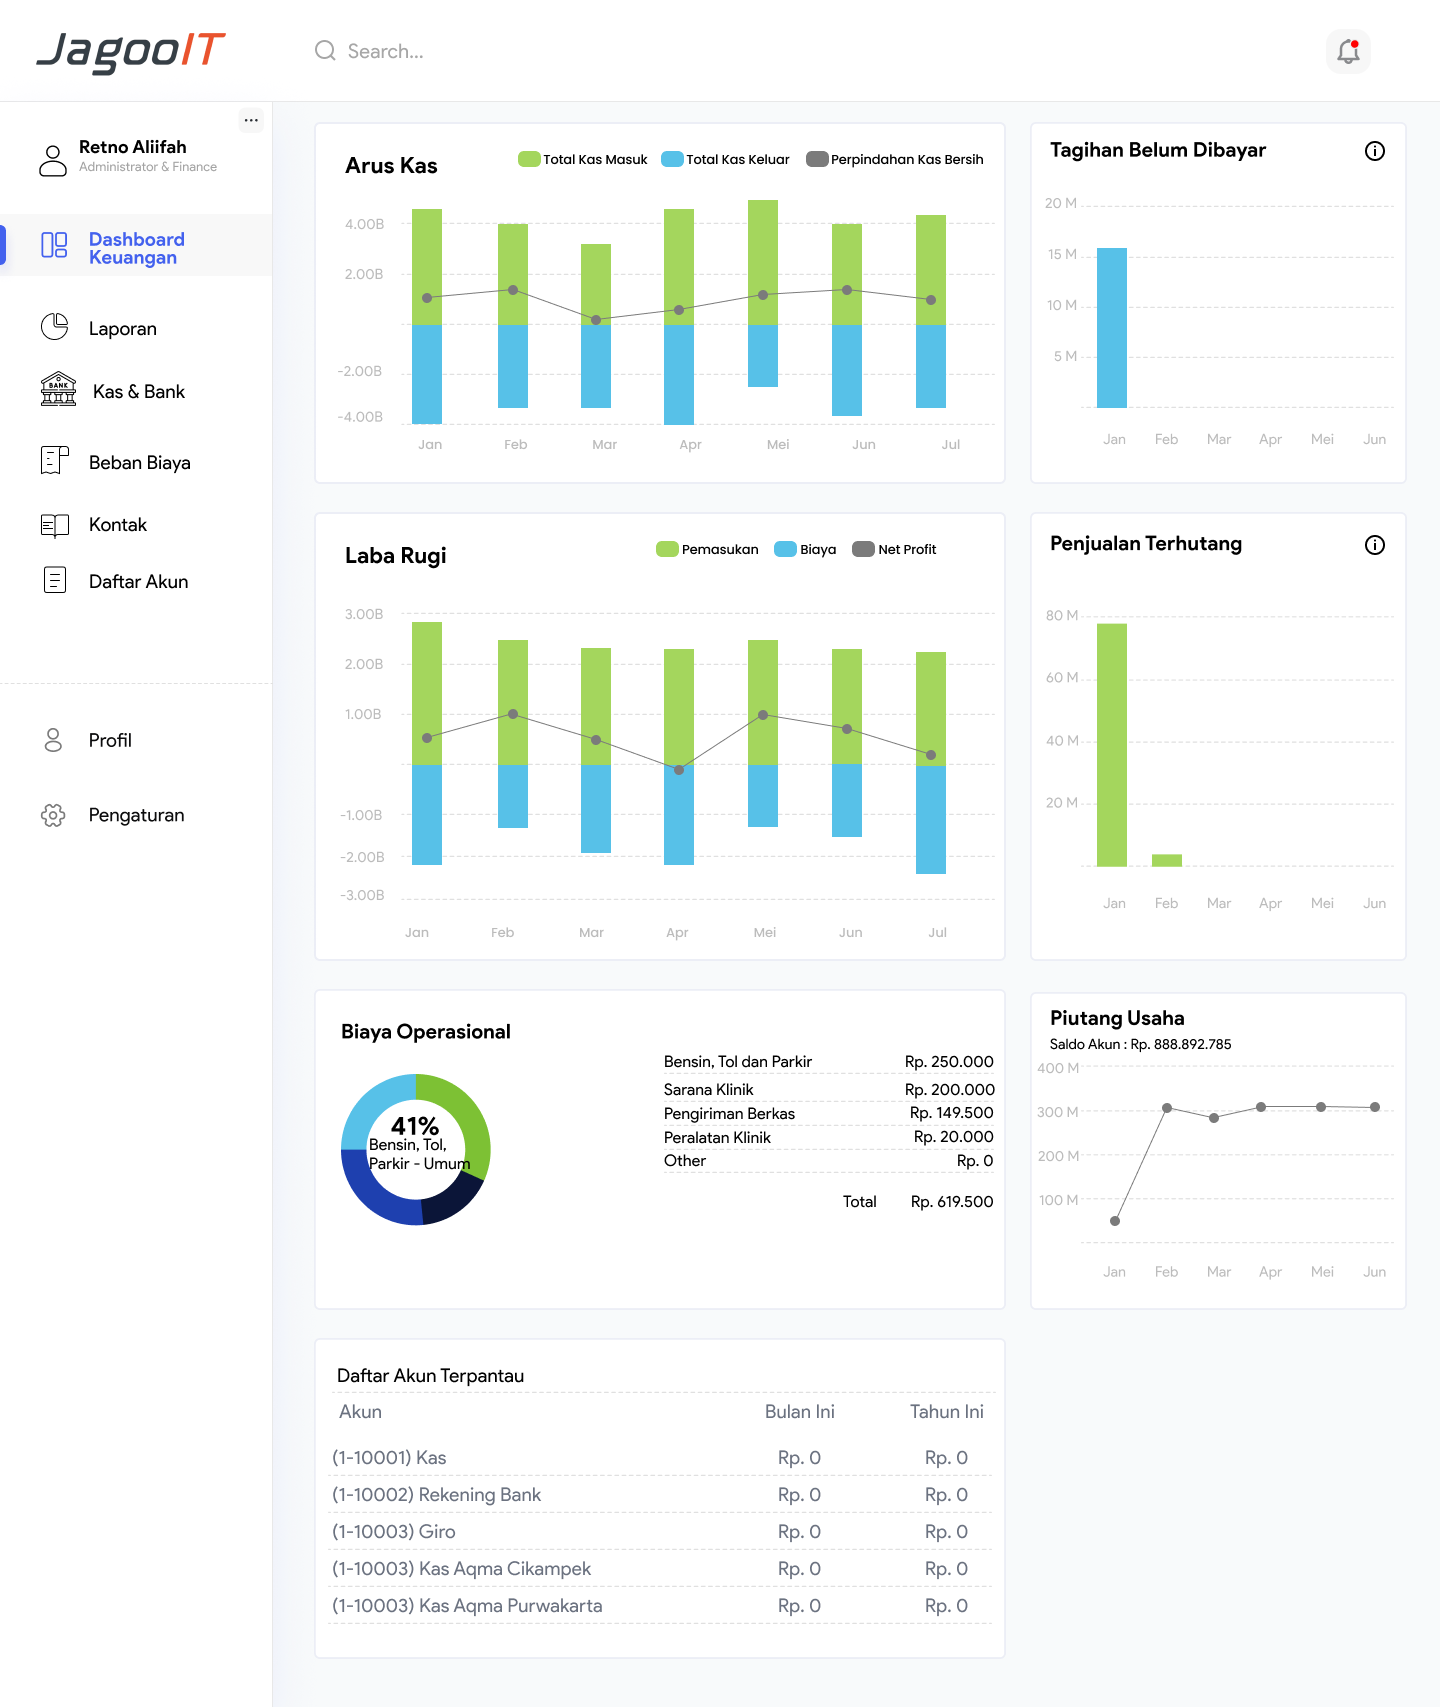 JagooIT
Search...
Retno Aliifah
Administrator & Finance
Dashboard
Keuangan
Laporan
BANK
Kas & Bank
Beban Biaya
Kontak
Daftar Akun
Profil
Pengaturan
Arus Kas
Total Kas Masuk
Total Kas Keluar
Perpindahan Kas Bersih
4.00B
2.00B
-2.00B
-4.00B
Jan Feb Mar Apr Mei Jun Jul
Tagihan Belum Dibayar
20 M
15 M
10 M
5 M
Jan Feb Mar Apr Mei Jun
Laba Rugi
Pemasukan
Biaya
Net Profit
3.00B
2.00B
1.00B
-1.00B
-2.00B
-3.00B
Jan Feb Mar Apr Mei Jun Jul
Penjualan Terhutang
80 M
60 M
40 M
20 M
Jan Feb Mar Apr Mei Jun
Biaya Operasional
41%
Bensin, Tol,
Parkir - Umum
Bensin, Tol dan Parkir Rp. 250.000
Sarana Klinik Rp. 200.000
Pengiriman Berkas Rp. 149.500
Peralatan Klinik Rp. 20.000
Other Rp. 0
Total Rp. 619.500
Piutang Usaha
Saldo Akun : Rp. 888.892.785
400 M
300 M
200 M
100 M
Jan Feb Mar Apr Mei Jun
Daftar Akun Terpantau
Akun Bulan Ini Tahun Ini
(1-10001) Kas Rp. 0 Rp. 0
(1-10002) Rekening Bank Rp. 0 Rp. 0
(1-10003) Giro Rp. 0 Rp. 0
(1-10003) Kas Aqma Cikampek Rp. 0 Rp. 0
(1-10003) Kas Aqma Purwakarta Rp. 0 Rp. 0